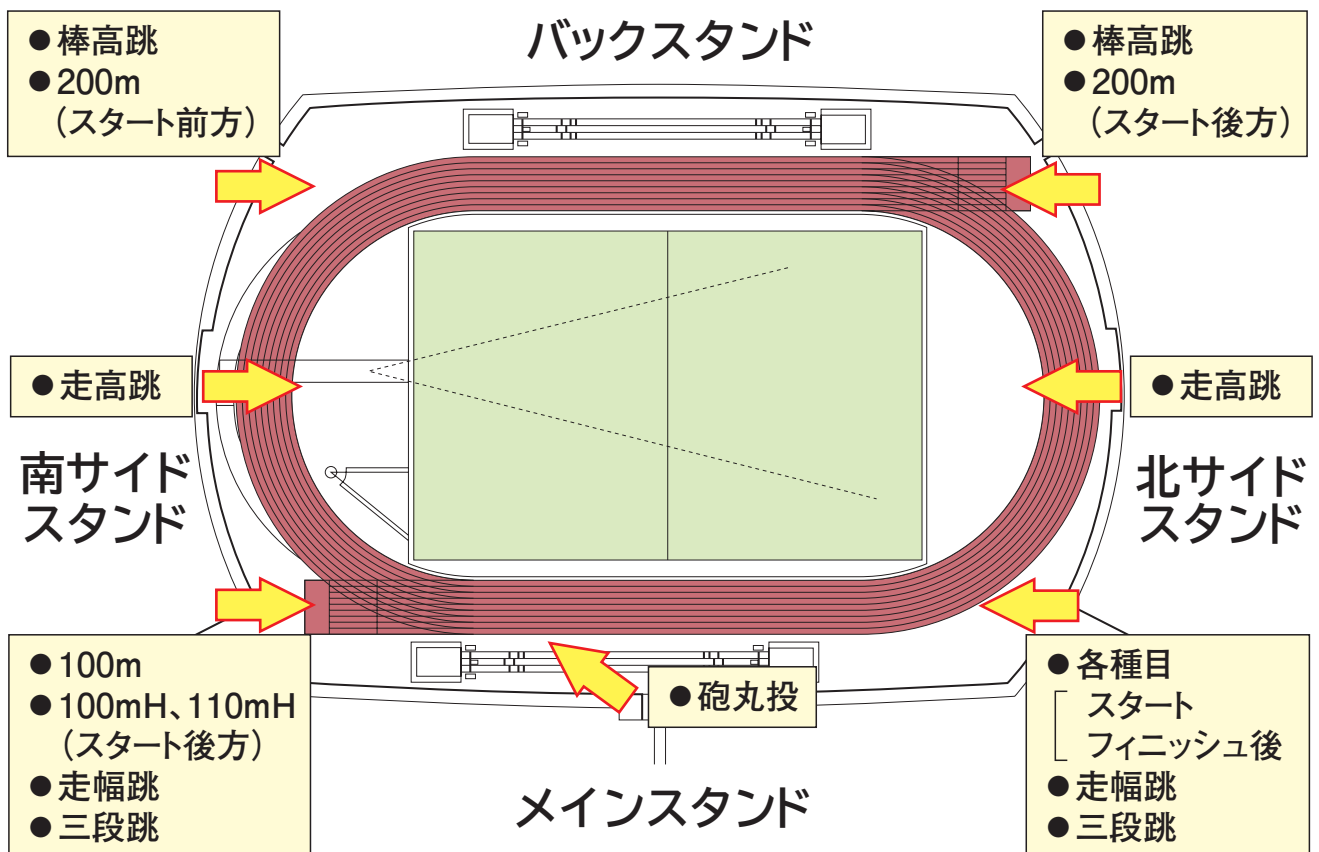 ●棒高跳
●200m
(スタート前方)
バックスタンド
●棒高跳
●200m
(スタート後方)
●走高跳
●走高跳
南サイド
スタンド
北サイド
スタンド
●100m
●100mH、110mH
(スタート後方)
●走幅跳
●三段跳
●砲丸投
●各種目
スタート
フィニッシュ後
●走幅跳
●三段跳
メインスタンド